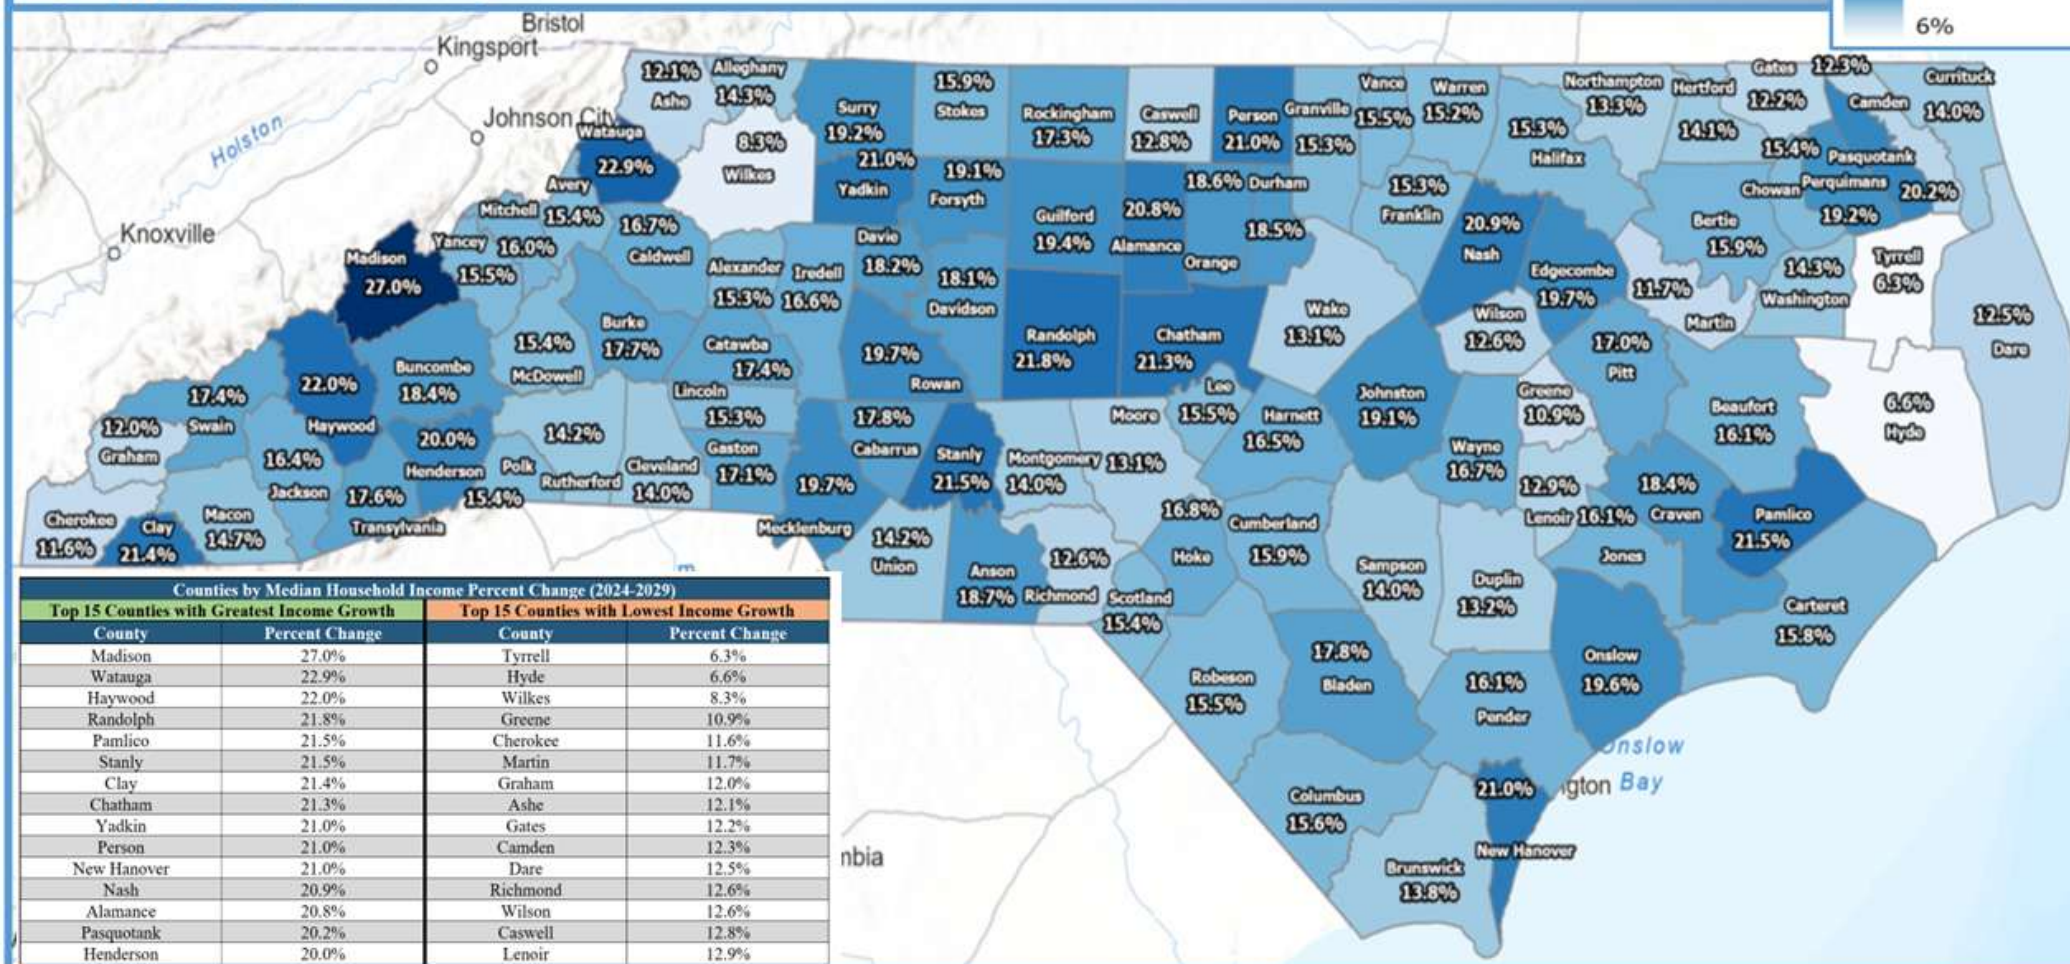 6%
Bristol
Kingsport
Johnson City
Holston
Knoxville
12.1%
Ashe
Alleghany
14.3%
Surry
19.2%
15.9%
Stokes
Rockingham
17.3%
Caswell
12.8%
Person
21.0%
Granville
15.3%
Vance
15.5%
Warren
15.2%
Northampton
13.3%
Hertford
14.1%
Gates
12.2%
12.3%
Camden
Currituck
14.0%
Watauga
22.9%
8.3%
Wilkes
21.0%
Yadkin
19.1%
Forsyth
Guilford
19.4%
20.8%
Alamance
18.6%
Orange
Durham
18.5%
15.3%
Franklin
15.3%
Halifax
15.4%
Chowan
Pasquotank
20.2%
Perquimans
19.2%
Avery
15.4%
Mitchell
16.0%
Yancey
15.5%
Madison
27.0%
16.7%
Caldwell
Alexander
15.3%
Iredell
16.6%
Davie
18.2%
18.1%
Davidson
20.9%
Nash
Edgecombe
19.7%
Bertie
15.9%
11.7%
Martin
14.3%
Washington
Tyrrell
6.3%
12.5%
Dare
Wake
13.1%
Wilson
12.6%
17.0%
Pitt
Randolph
21.8%
Chatham
21.3%
19.7%
Rowan
Burke
17.7%
Catawba
17.4%
15.4%
McDowell
Buncombe
18.4%
22.0%
Haywood
17.4%
Swain
12.0%
Graham
Cherokee
11.6%
Clay
21.4%
Macon
14.7%
16.4%
Jackson
17.6%
Transylvania
20.0%
Henderson
Polk
15.4%
14.2%
Rutherford
Cleveland
14.0%
Lincoln
15.3%
Gaston
17.1%
19.7%
Mecklenburg
17.8%
Cabarrus
Stanly
21.5%
Montgomery
14.0%
Moore
13.1%
Lee
15.5%
Harnett
16.5%
Johnston
19.1%
Greene
10.9%
Wayne
16.7%
12.9%
Lenoir
Beaufort
16.1%
6.6%
Hyde
16.1%
Jones
18.4%
Craven
Pamlico
21.5%
Carteret
15.8%
14.2%
Union
Anson
18.7%
12.6%
Richmond
Scotland
15.4%
16.8%
Hoke
Cumberland
15.9%
Sampson
14.0%
Duplin
13.2%
Onslow
19.6%
Robeson
15.5%
17.8%
Bladen
16.1%
Pender
Columbus
15.6%
Brunswick
13.8%
21.0%
New Hanover
Onslow
Bay
gton
mbia
m
Counties by Median Household Income Percent Change (2024-2029)
Top 15 Counties with Greatest Income Growth Top 15 Counties with Lowest Income Growth
County Percent Change County Percent Change
Madison 27.0% Tyrrell 6.3%
Watauga 22.9% Hyde 6.6%
Haywood 22.0% Wilkes 8.3%
Randolph 21.8% Greene 10.9%
Pamlico 21.5% Cherokee 11.6%
Stanly 21.5% Martin 11.7%
Clay 21.4% Graham 12.0%
Chatham 21.3% Ashe 12.1%
Yadkin 21.0% Gates 12.2%
Person 21.0% Camden 12.3%
New Hanover 21.0% Dare 12.5%
Nash 20.9% Richmond 12.6%
Alamance 20.8% Wilson 12.6%
Pasquotank 20.2% Caswell 12.8%
Henderson 20.0% Lenoir 12.9%